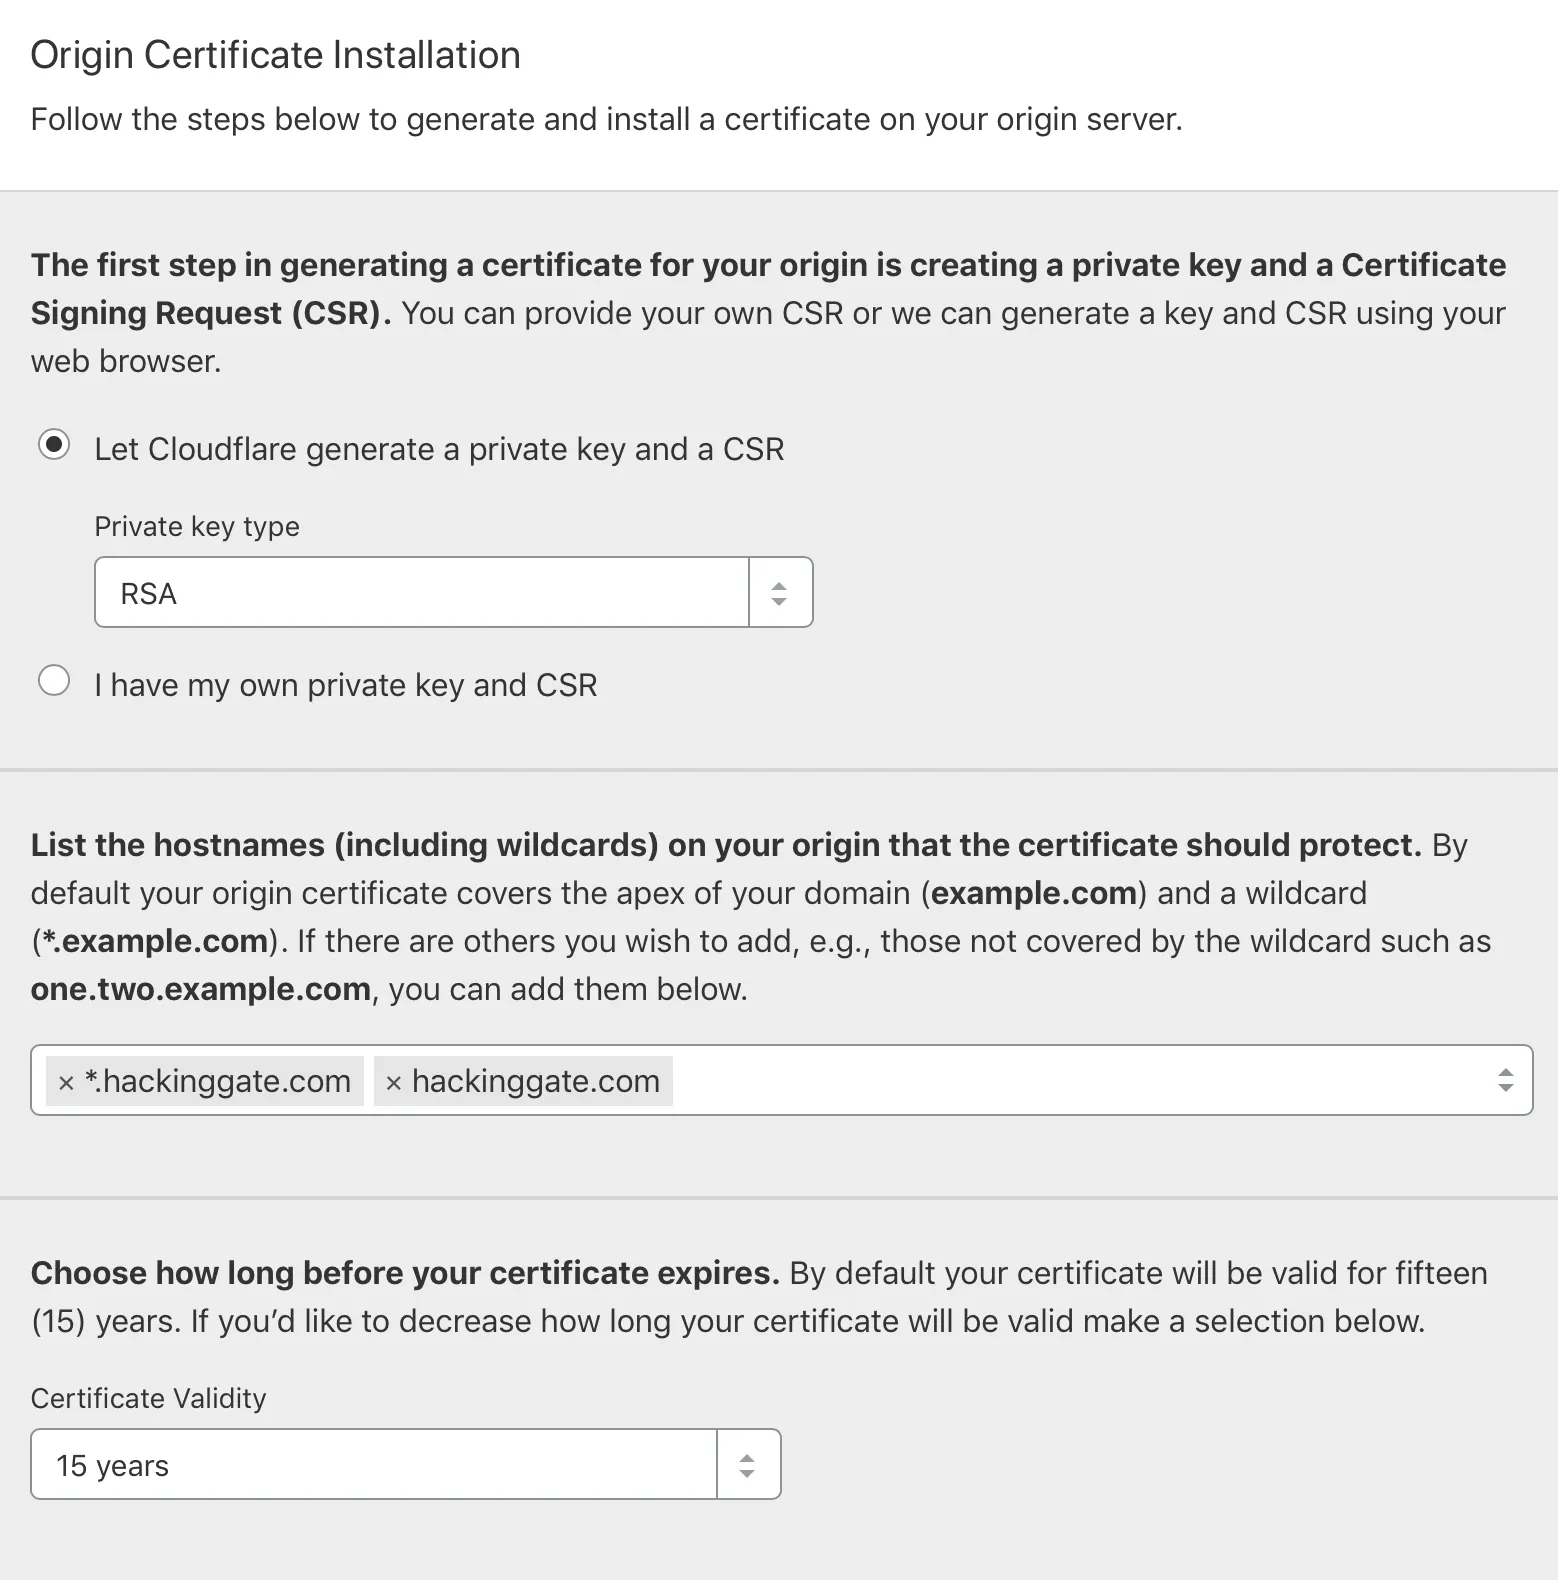 Origin Certificate Installation
Follow the steps below to generate and install a certificate on your origin server.
The first step in generating a certificate for your origin is creating a private key and a Certificate
Signing Request (CSR). You can provide your own CSR or we can generate a key and CSR using your
web browser.
Let Cloudflare generate a private key and a CSR
Private key type
RSA
I have my own private key and CSR
List the hostnames (including wildcards) on your origin that the certificate should protect. By
default your origin certificate covers the apex of your domain (example.com) and a wildcard
(*.example.com). If there are others you wish to add, e.g., those not covered by the wildcard such as
one.two.example.com, you can add them below.
× *.hackinggate.com × hackinggate.com
Choose how long before your certificate expires. By default your certificate will be valid for fifteen
(15) years. If you’d like to decrease how long your certificate will be valid make a selection below.
Certificate Validity
15 years